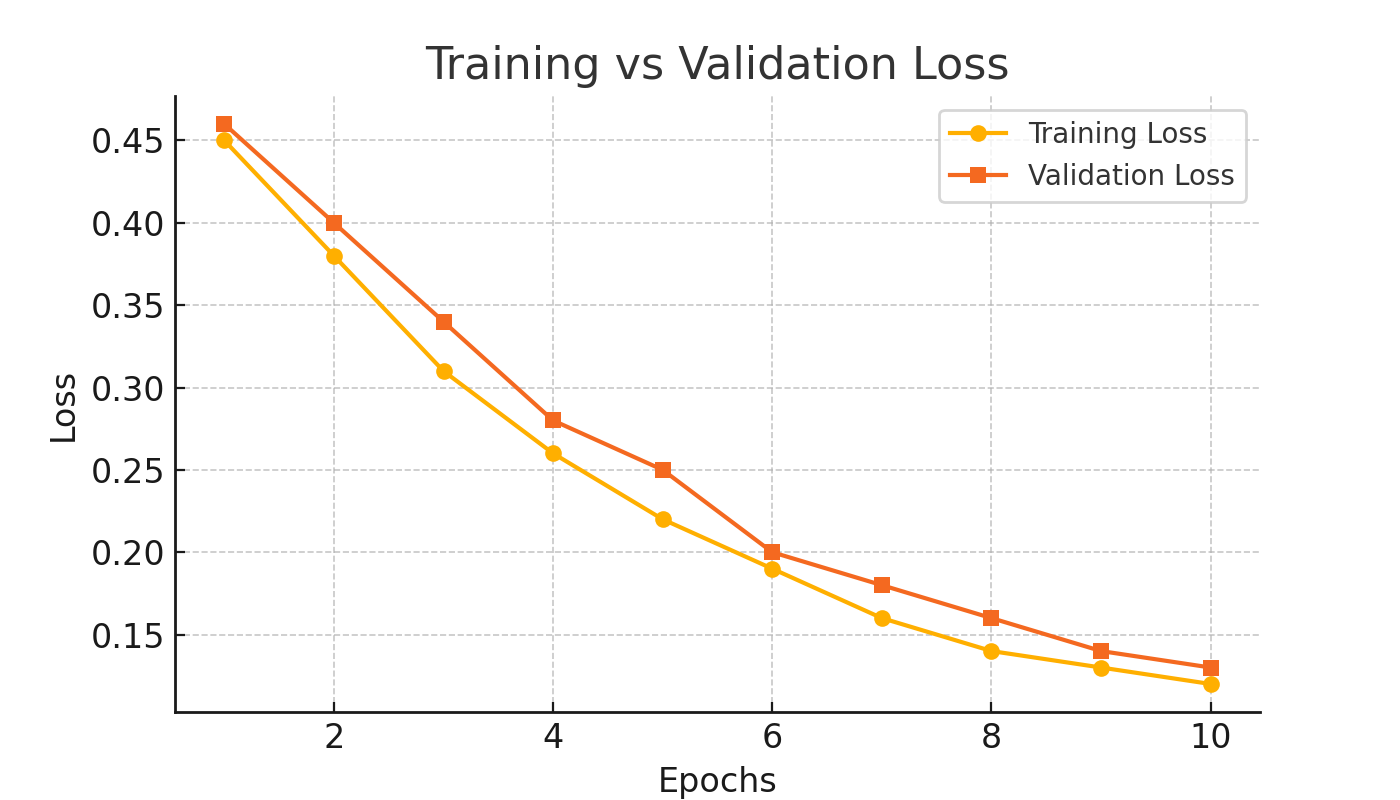 Training vs Validation Loss
Training Loss
Validation Loss
0.45
0.40
0.35
0.30
0.25
0.20
0.15
Loss
2 4 6 8 10
Epochs